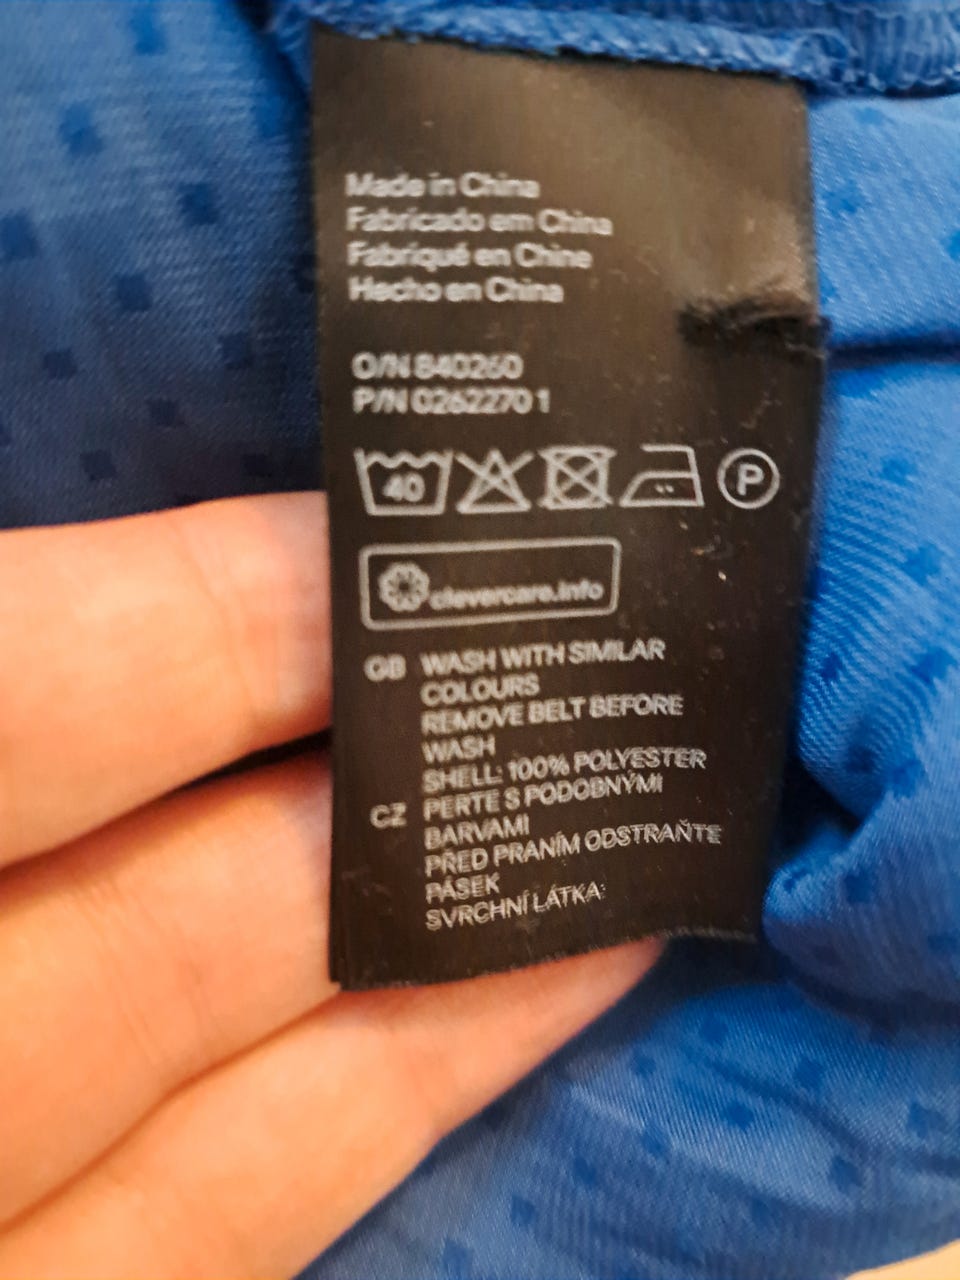 Made in China
Fabricado em China
Fabriqué en Chine
Hecho en China
O/N 840260
P/N 02622701
40 P
clevercare.info
GB WASH WITH SIMILAR
COLOURS
REMOVE BELT BEFORE
WASH
SHELL: 100% POLYESTER
CZ PERTE S PODOBNÝMI
BARVAMI
PŘED PRANÍM ODSTRAŇTE
PÁSEK
SVRCHNÍ LÁTKA: